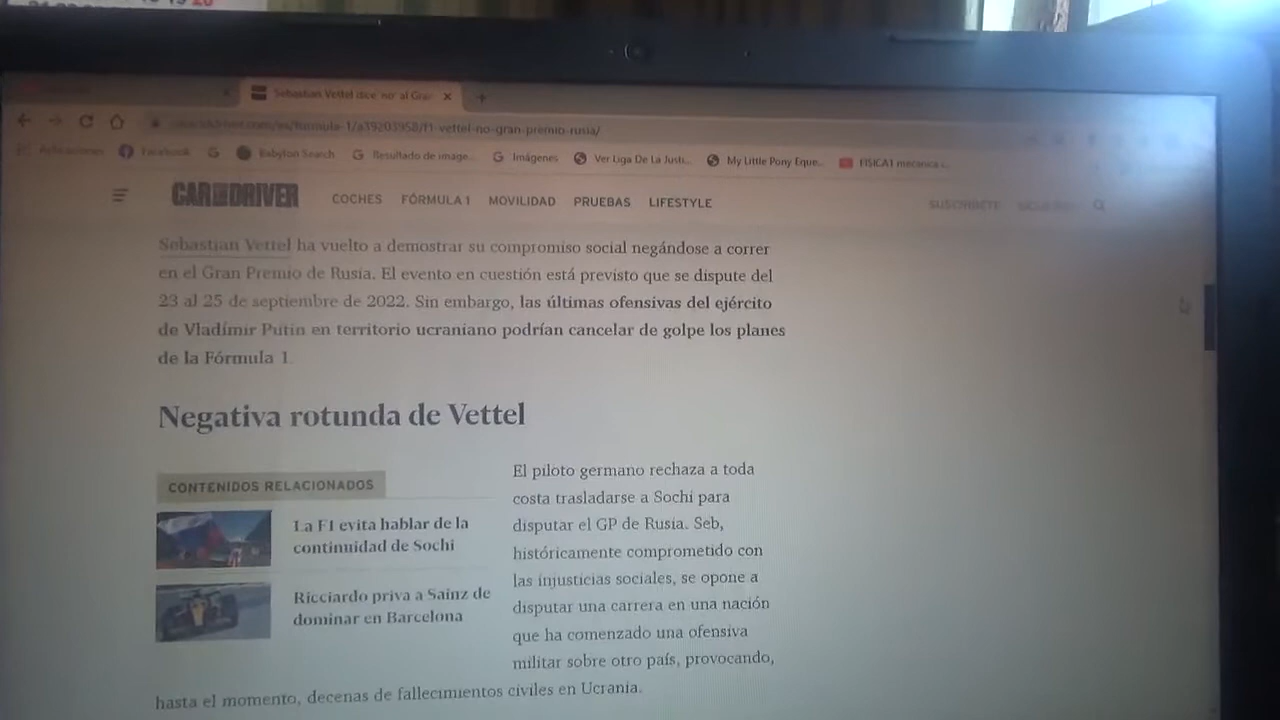 Sebastian Vettel dice 'no' al Gran
/formula-1/a39203958/f1-vettel-no-gran-premio-rusia/
Aplicaciones Facebook G Babylon Search Resultado de image... Imágenes Ver Liga De La Justi... My Little Pony Eque... FISICA1 mecanica
CAR AND DRIVER COCHES FÓRMULA 1 MOVILIDAD PRUEBAS LIFESTYLE SUSCRÍBETE
Sebastian Vettel ha vuelto a demostrar su compromiso social negándose a correr
en el Gran Premio de Rusia. El evento en cuestión está previsto que se dispute del
23 al 25 de septiembre de 2022. Sin embargo, las últimas ofensivas del ejército
de Vladímir Putin en territorio ucraniano podrían cancelar de golpe los planes
de la Fórmula 1.
Negativa rotunda de Vettel
CONTENIDOS RELACIONADOS
La F1 evita hablar de la
continuidad de Sochi
Ricciardo priva a Sainz de
dominar en Barcelona
El piloto germano rechaza a toda
costa trasladarse a Sochi para
disputar el GP de Rusia. Seb,
históricamente comprometido con
las injusticias sociales, se opone a
disputar una carrera en una nación
que ha comenzado una ofensiva
militar sobre otro país, provocando,
hasta el momento, decenas de fallecimientos civiles en Ucrania.